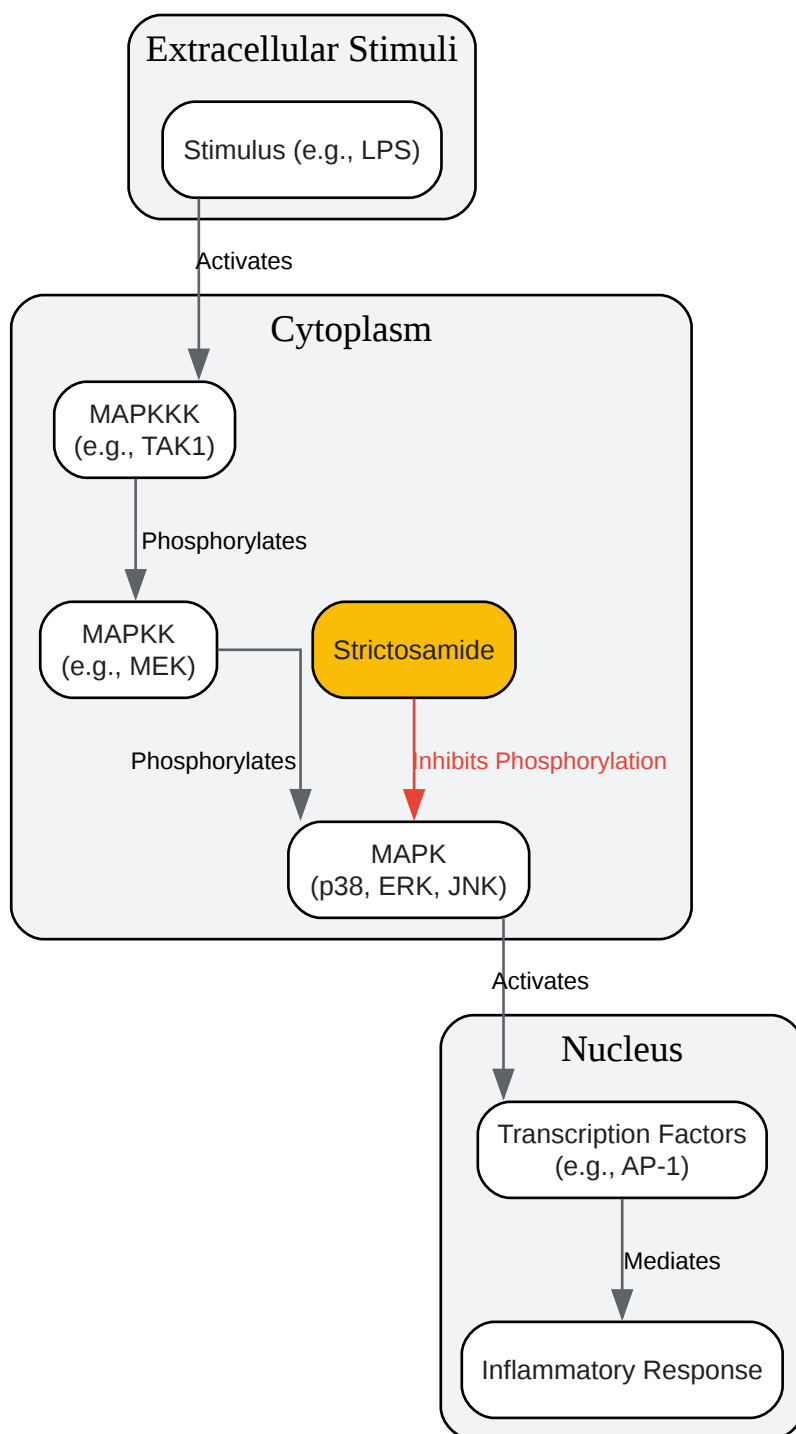 Extracellular Stimuli
Stimulus (e.g., LPS)
Activates
Cytoplasm
MAPKKK
(e.g., TAK1)
Phosphorylates
MAPKK
(e.g., MEK)
Strictosamide
Phosphorylates
Inhibits Phosphorylation
MAPK
(p38, ERK, JNK)
Activates
Nucleus
Transcription Factors
(e.g., AP-1)
Mediates
Inflammatory Response